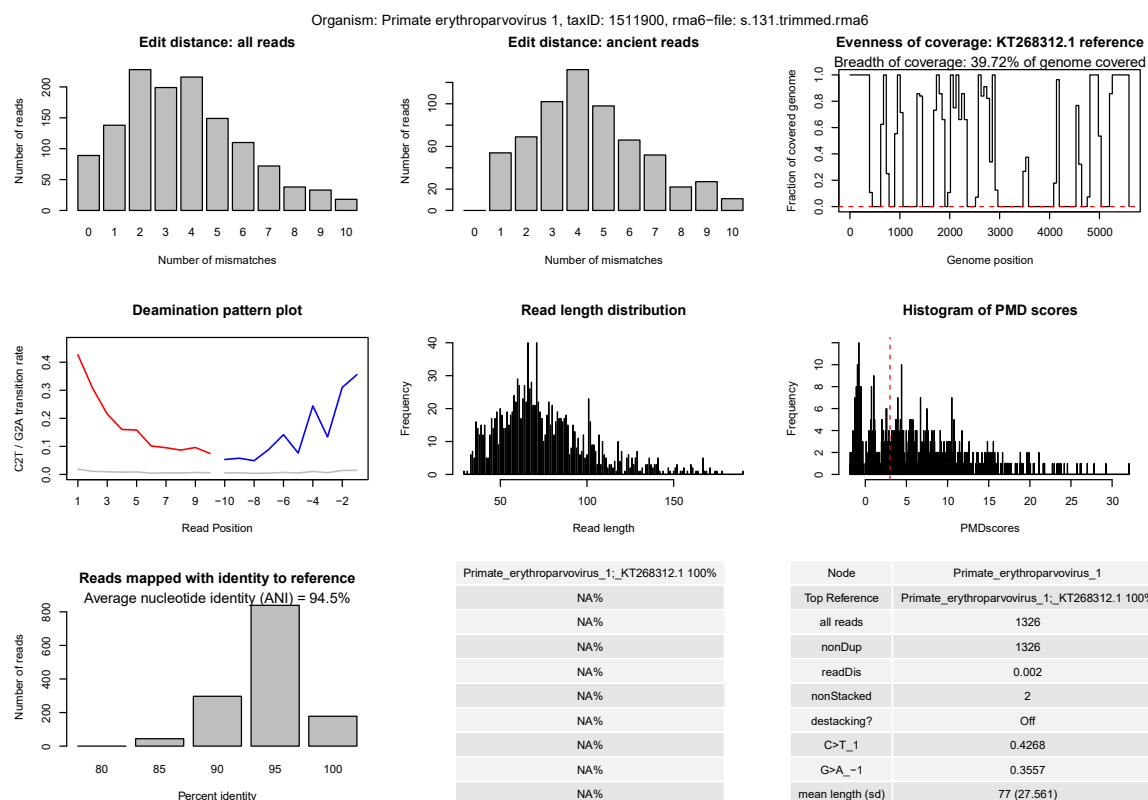 Organism: Primate erythroparvovirus 1, taxID: 1511900, rma6−file: s.131.trimmed.rma6
Edit distance: all reads
Number of reads
0 50 100 150 200
0 1 2 3 4 5 6 7 8 9 10
Number of mismatches
Edit distance: ancient reads
Number of reads
0 20 60 100
0 1 2 3 4 5 6 7 8 9 10
Number of mismatches
Evenness of coverage: KT268312.1 reference
Breadth of coverage: 39.72% of genome covered
Fraction of covered genome
0.0 0.2 0.4 0.6 0.8 1.0
0 1000 2000 3000 4000 5000
Genome position
Deamination pattern plot
C2T / G2A transition rate
0.0 0.1 0.2 0.3 0.4
1 3 5 7 9 −10 −8 −6 −4 −2
Read Position
Read length distribution
Frequency
0 10 20 30 40
50 100 150
Read length
Histogram of PMD scores
Frequency
0 2 4 6 8 10
0 5 10 15 20 25 30
PMDscores
Reads mapped with identity to reference
Average nucleotide identity (ANI) = 94.5%
Number of reads
0 200 400 600 800
80 85 90 95 100
Percent identity
Primate_erythroparvovirus_1;_KT268312.1 100%
NA%
NA%
NA%
NA%
NA%
NA%
NA%
NA%
NA%
Node Primate_erythroparvovirus_1
Top Reference Primate_erythroparvovirus_1;_KT268312.1 100%
all reads 1326
nonDup 1326
readDis 0.002
nonStacked 2
destacking? Off
C>T_1 0.4268
G>A_−1 0.3557
mean length (sd) 77 (27.561)